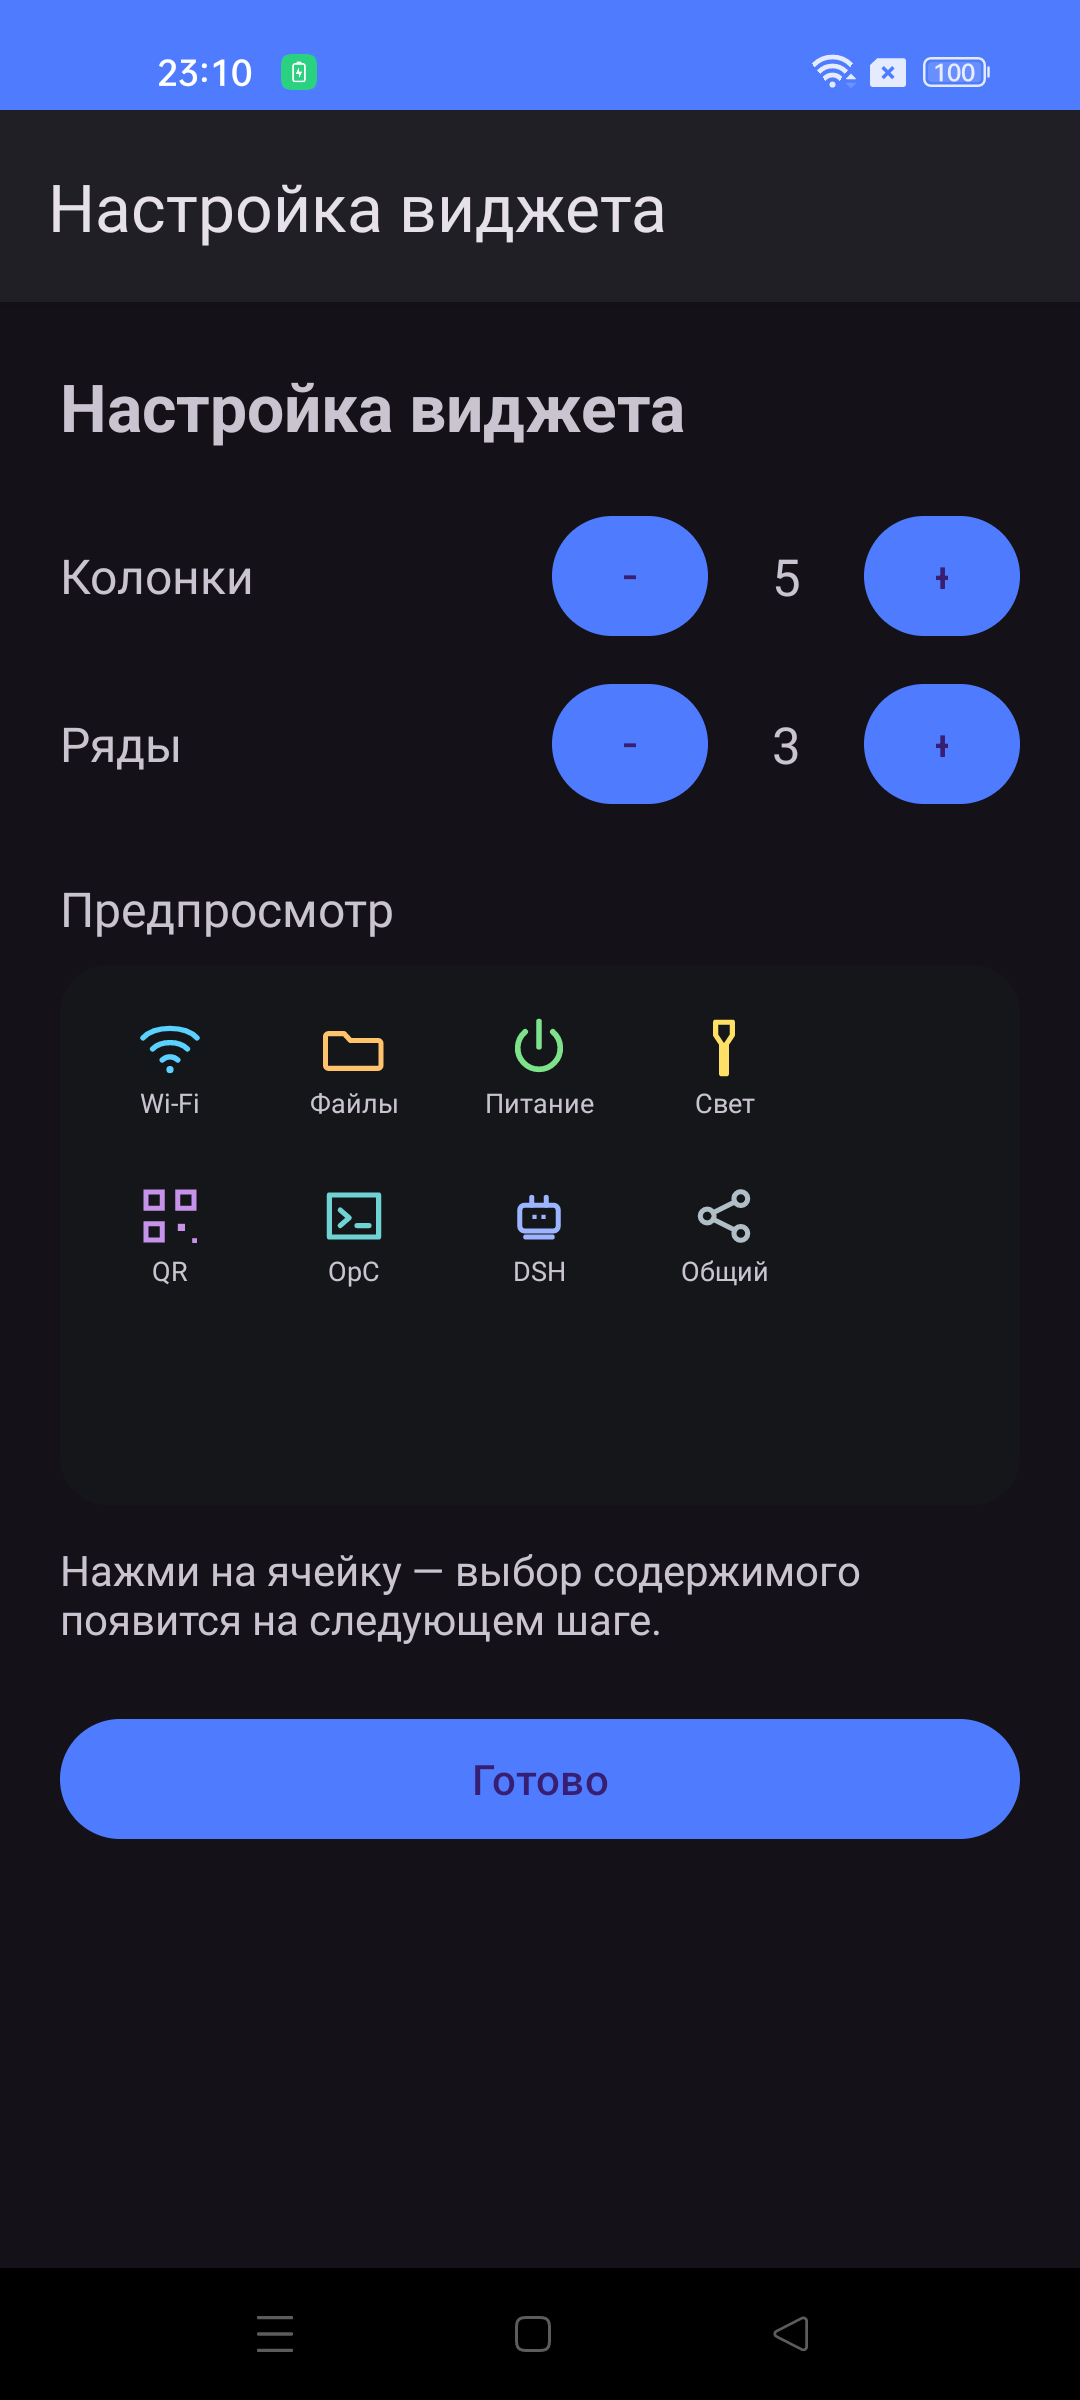 23:10
100
Настройка виджета
Настройка виджета
Колонки - 5 +
Ряды - 3 +
Предпросмотр
Wi-Fi Файлы Питание Свет
QR OpC DSH Общий
Нажми на ячейку — выбор содержимого
появится на следующем шаге.
Готово